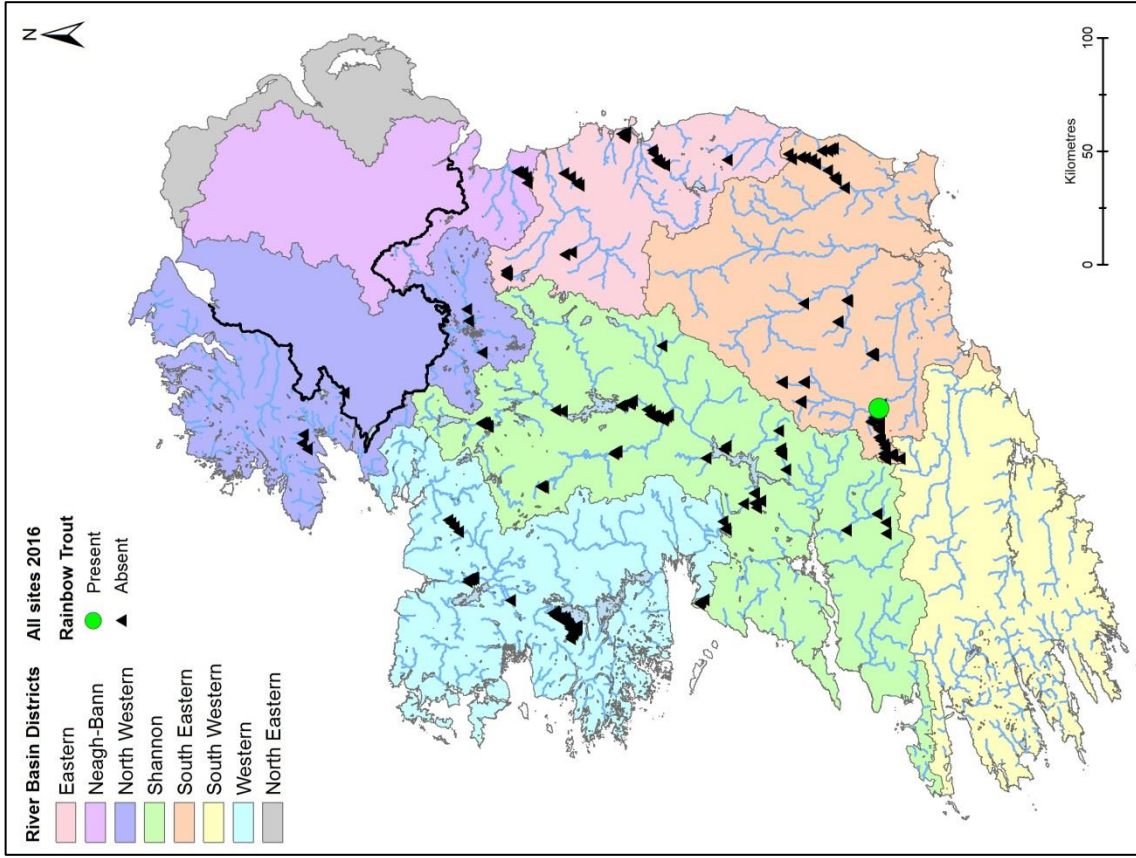 River Basin Districts
Eastern
Neagh-Bann
North Western
Shannon
South Eastern
South Western
Western
North Eastern
All sites 2016
Rainbow Trout
Present
Absent
N
0 50 100
Kilometres